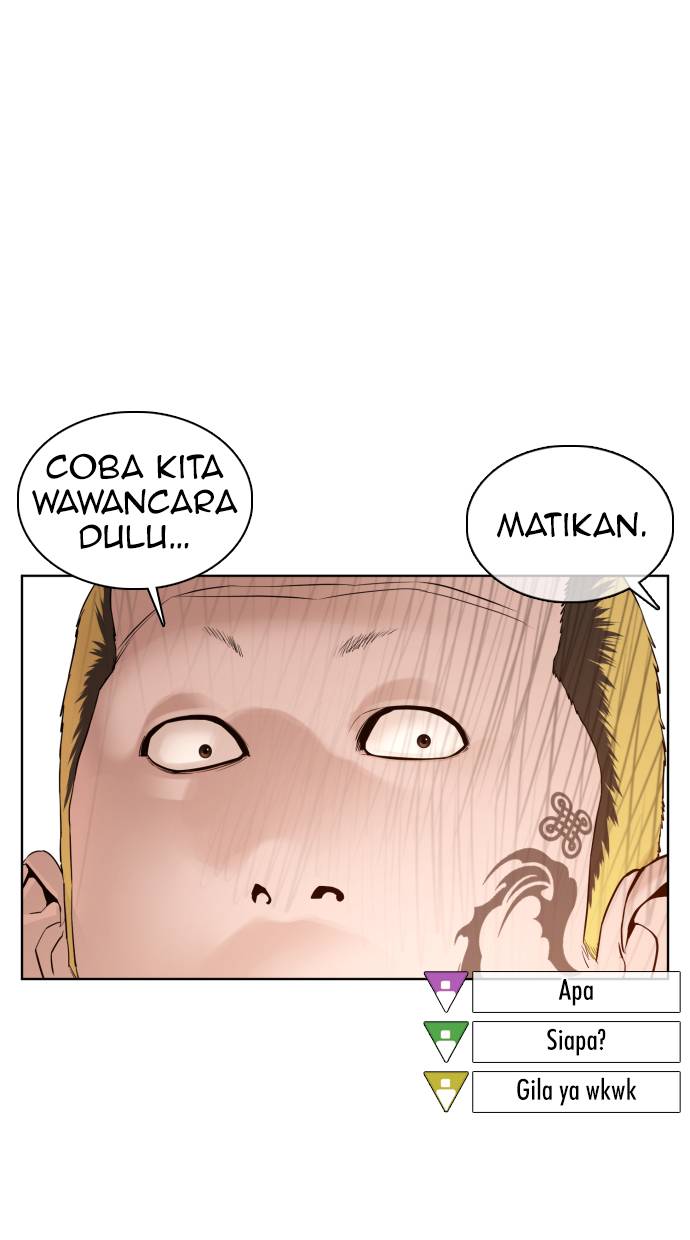 COBA KITA
WAWANCARA
DULU...
MATIKAN.
Apa
Siapa?
Gila ya wkwk